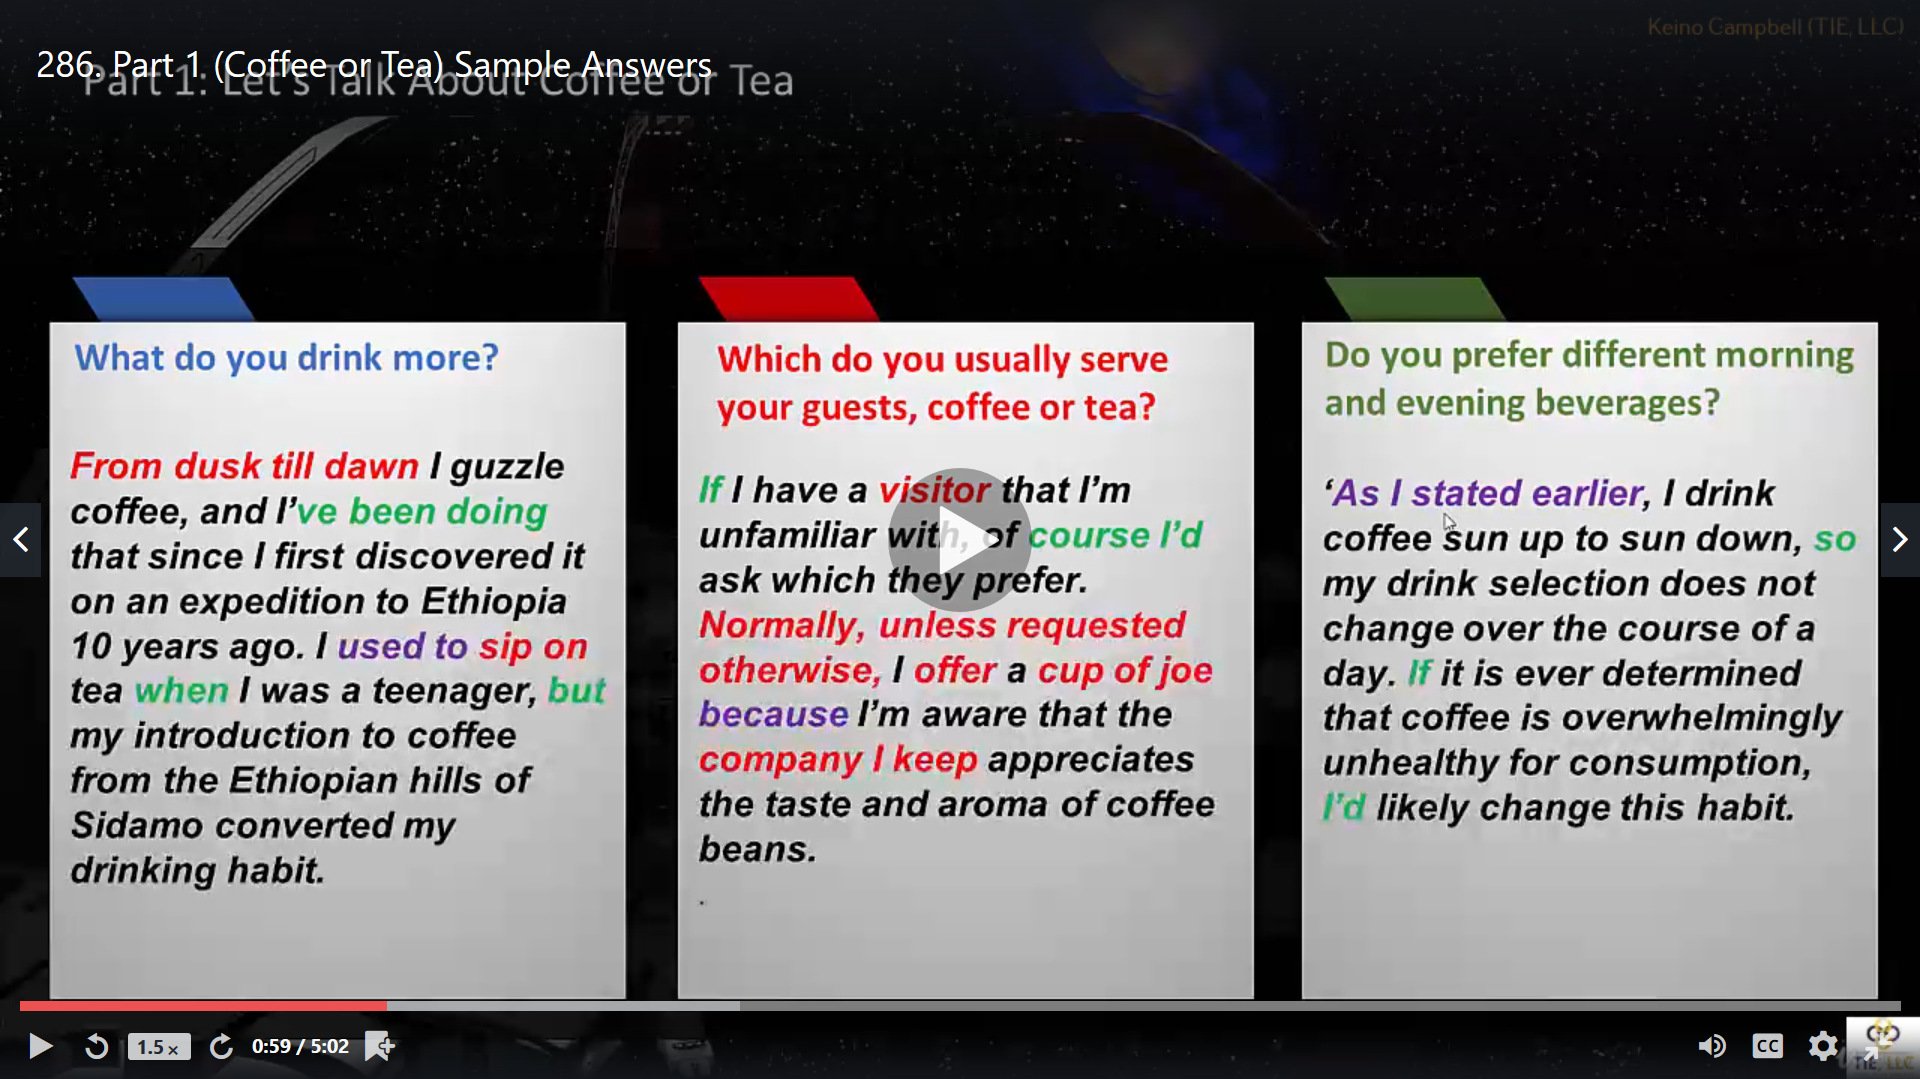 Keino Campbell (TIE, LLC)
286. Part 1 (Coffee or Tea) Sample Answers
Part 1: Let's Talk About Coffee or Tea
What do you drink more?
From dusk till dawn I guzzle
coffee, and I've been doing
that since I first discovered it
on an expedition to Ethiopia
10 years ago. I used to sip on
tea when I was a teenager, but
my introduction to coffee
from the Ethiopian hills of
Sidamo converted my
drinking habit.
Which do you usually serve
your guests, coffee or tea?
If I have a visitor that I'm
unfamiliar with, of course I'd
ask which they prefer.
Normally, unless requested
otherwise, I offer a cup of joe
because I'm aware that the
company I keep appreciates
the taste and aroma of coffee
beans.
.
Do you prefer different morning
and evening beverages?
‘As I stated earlier, I drink
coffee sun up to sun down, so
my drink selection does not
change over the course of a
day. If it is ever determined
that coffee is overwhelmingly
unhealthy for consumption,
I'd likely change this habit.
1.5 x
0:59 / 5:02
CC
TIE, LLC